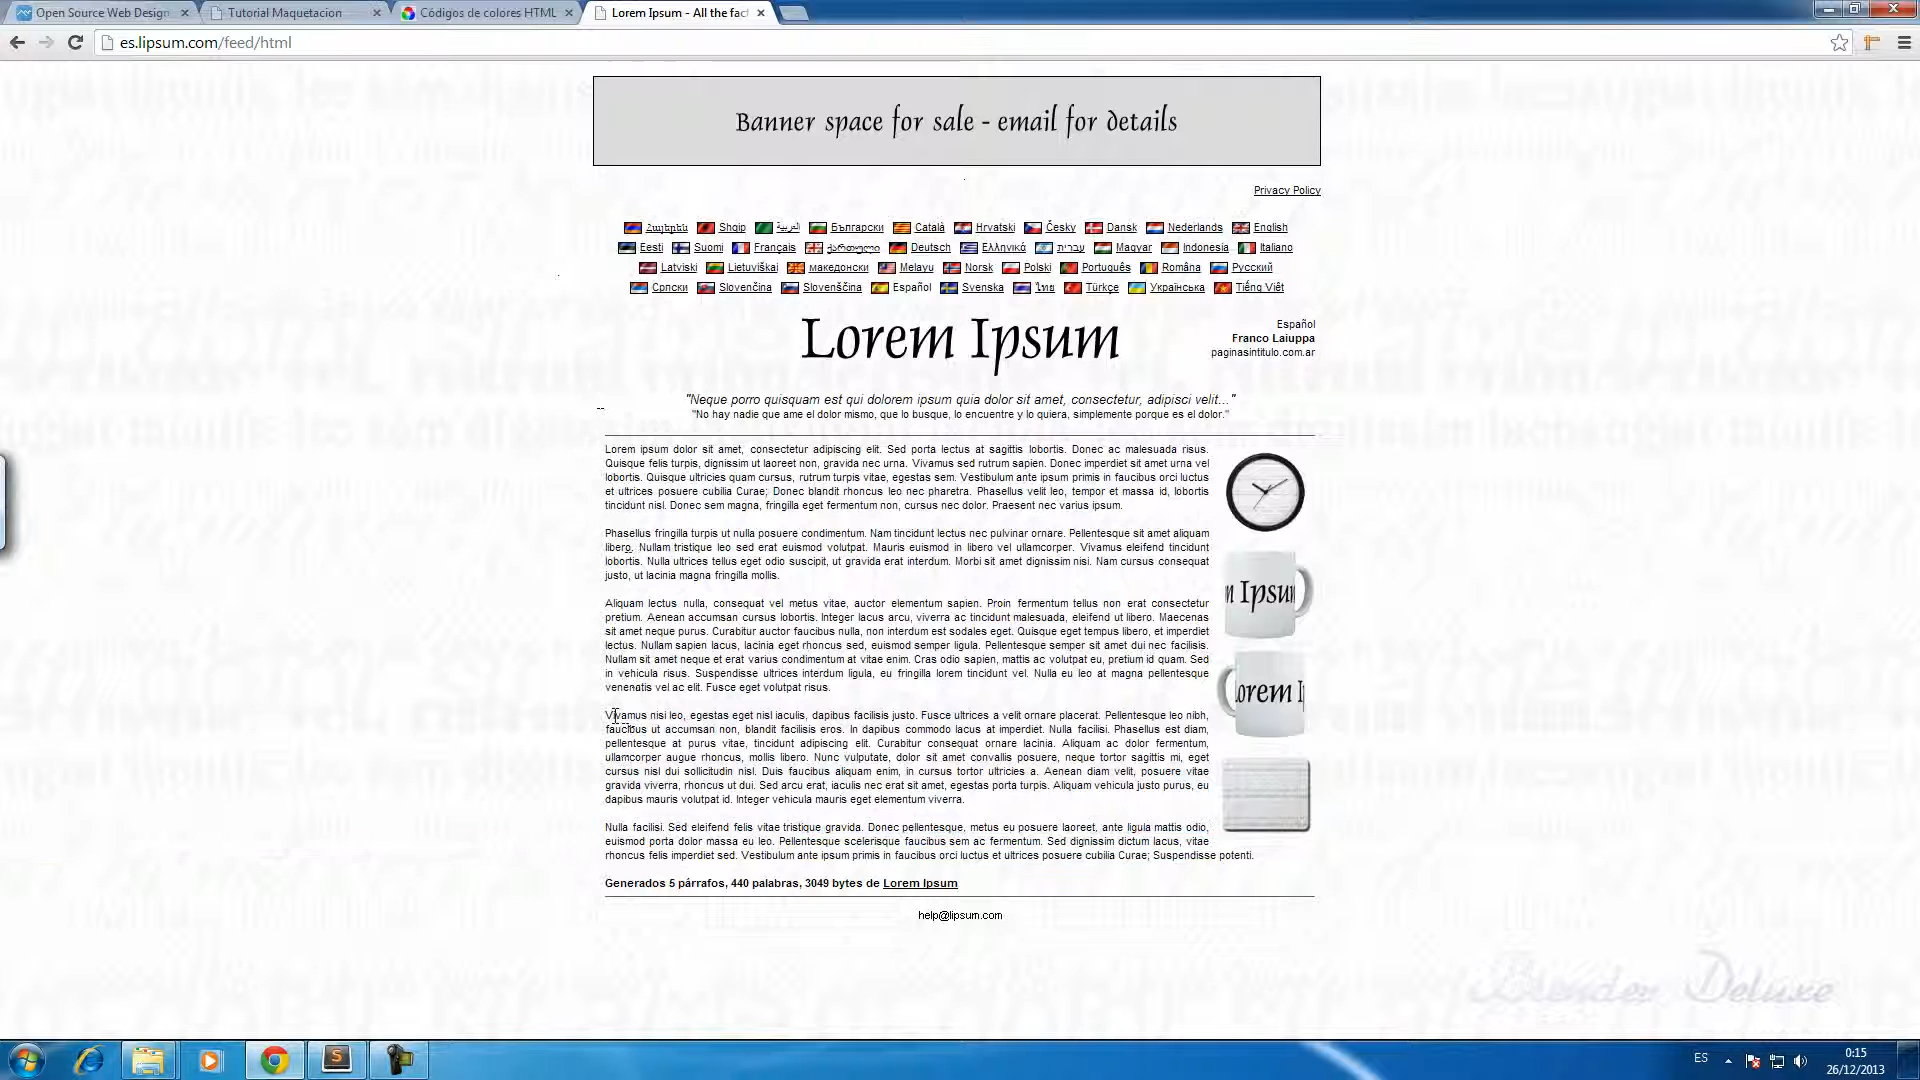 Open Source Web Design
Tutorial Maquetacion
Códigos de colores HTML
Lorem Ipsum - All the fac
es.lipsum.com/feed/html
Banner space for sale - email for details
Privacy Policy
Հայերեն Shqip العربية Български Català Hrvatski Česky Dansk Nederlands English
Eesti Suomi Français ქართული Deutsch Ελληνικά עברית Magyar Indonesia Italiano
Latviski Lietuviškai македонски Melayu Norsk Polski Português Româna Русский
Српски Slovenčina Slovenščina Español Svenska ไทย Türkçe Українська Tiếng Việt
Lorem Ipsum
Español
Franco Laiuppa
paginasintitulo.com.ar
"Neque porro quisquam est qui dolorem ipsum quia dolor sit amet, consectetur, adipisci velit..."
"No hay nadie que ame el dolor mismo, que lo busque, lo encuentre y lo quiera, simplemente porque es el dolor."
Lorem ipsum dolor sit amet, consectetur adipiscing elit. Sed porta lectus at sagittis lobortis. Donec ac malesuada risus.
Quisque felis turpis, dignissim ut laoreet non, gravida nec urna. Vivamus sed rutrum sapien. Donec imperdiet sit amet urna vel
lobortis. Quisque ultricies quam cursus, rutrum turpis vitae, egestas sem. Vestibulum ante ipsum primis in faucibus orci luctus
et ultrices posuere cubilia Curae; Donec blandit rhoncus leo nec pharetra. Phasellus velit leo, tempor et massa id, lobortis
tincidunt nisl. Donec sem magna, fringilla eget fermentum non, cursus nec dolor. Praesent nec varius ipsum.
Phasellus fringilla turpis ut nulla posuere condimentum. Nam tincidunt lectus nec pulvinar ornare. Pellentesque sit amet aliquam
libero. Nullam tristique leo sed erat euismod volutpat. Mauris euismod in libero vel ullamcorper. Vivamus eleifend tincidunt
lobortis. Nulla ultrices tellus eget odio suscipit, ut gravida erat interdum. Morbi sit amet dignissim nisi. Nam cursus consequat
justo, ut lacinia magna fringilla mollis.
Aliquam lectus nulla, consequat vel metus vitae, auctor elementum sapien. Proin fermentum tellus non erat consectetur
pretium. Aenean accumsan cursus lobortis. Integer lacus arcu, viverra ac tincidunt malesuada, eleifend ut libero. Maecenas
sit amet neque purus. Curabitur auctor faucibus nulla, non interdum est sodales eget. Quisque eget tempus libero, et imperdiet
lectus. Nullam sapien lacus, lacinia eget rhoncus sed, euismod semper ligula. Pellentesque semper sit amet dui nec facilisis.
Nullam sit amet neque et erat varius condimentum at vitae enim. Cras odio sapien, mattis ac volutpat eu, pretium id quam. Sed
in vehicula risus. Suspendisse ultrices interdum ligula, eu fringilla lorem tincidunt vel. Nulla eu leo at magna pellentesque
venenatis vel ac elit. Fusce eget volutpat risus.
Vivamus nisi leo, egestas eget nisl iaculis, dapibus facilisis justo. Fusce ultrices a velit ornare placerat. Pellentesque leo nibh,
faucibus ut accumsan non, blandit facilisis eros. In dapibus commodo lacus at imperdiet. Nulla facilisi. Phasellus est diam,
pellentesque at purus vitae, tincidunt adipiscing elit. Curabitur consequat ornare lacinia. Aliquam ac dolor fermentum,
ullamcorper augue rhoncus, mollis libero. Nunc vulputate, dolor sit amet convallis posuere, neque tortor sagittis mi, eget
cursus nisl dui sollicitudin nisl. Duis faucibus aliquam enim, in cursus tortor ultricies a. Aenean diam velit, posuere vitae
gravida viverra, rhoncus ut dui. Sed arcu erat, iaculis nec erat sit amet, egestas porta turpis. Aliquam vehicula justo purus, eu
dapibus mauris volutpat id. Integer vehicula mauris eget elementum viverra.
Nulla facilisi. Sed eleifend felis vitae tristique gravida. Donec pellentesque, metus eu posuere laoreet, ante ligula mattis odio,
euismod porta dolor massa eu leo. Pellentesque scelerisque faucibus sem ac fermentum. Sed dignissim dictum lacus, vitae
rhoncus felis imperdiet sed. Vestibulum ante ipsum primis in faucibus orci luctus et ultrices posuere cubilia Curae; Suspendisse potenti.
m Ipsum
Lorem I
Generados 5 párrafos, 440 palabras, 3049 bytes de Lorem Ipsum
help@lipsum.com
Blender Deluxe
ES
0:15
26/12/2013